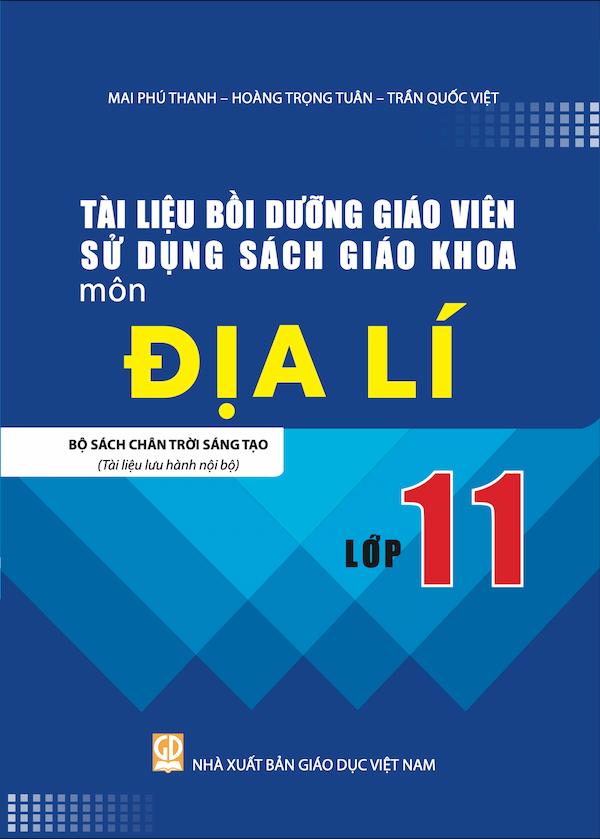 MAI PHÚ THANH – HOÀNG TRỌNG TUÂN – TRẦN QUỐC VIỆT
TÀI LIỆU BỒI DƯỠNG GIÁO VIÊN
SỬ DỤNG SÁCH GIÁO KHOA
môn
ĐỊA LÍ
BỘ SÁCH CHÂN TRỜI SÁNG TẠO
(Tài liệu lưu hành nội bộ)
LỚP 11
GD
NHÀ XUẤT BẢN GIÁO DỤC VIỆT NAM